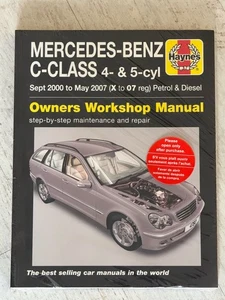 MERCEDES-BENZ
C-CLASS 4- & 5-cyl
Haynes
Sept 2000 to May 2007 (X to 07 reg) Petrol & Diesel
Owners Workshop Manual
step-by-step maintenance and repair
Please
open only
after purchase.
The best selling car manuals in the world